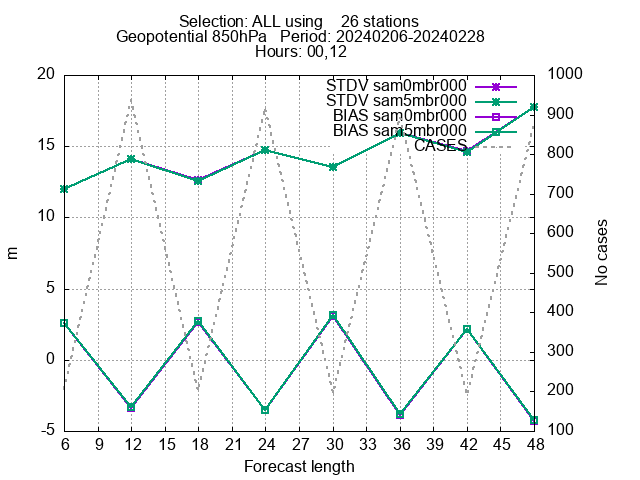 Selection: ALL using    26 stations
Geopotential 850hPa   Period: 20240206-20240228
Hours: 00,12
STDV sam0mbr000
STDV sam5mbr000
BIAS sam0mbr000
BIAS sam5mbr000
CASES
20
15
10
5
0
-5
m
1000
900
800
700
600
500
400
300
200
100
No cases
6 9 12 15 18 21 24 27 30 33 36 39 42 45 48
Forecast length